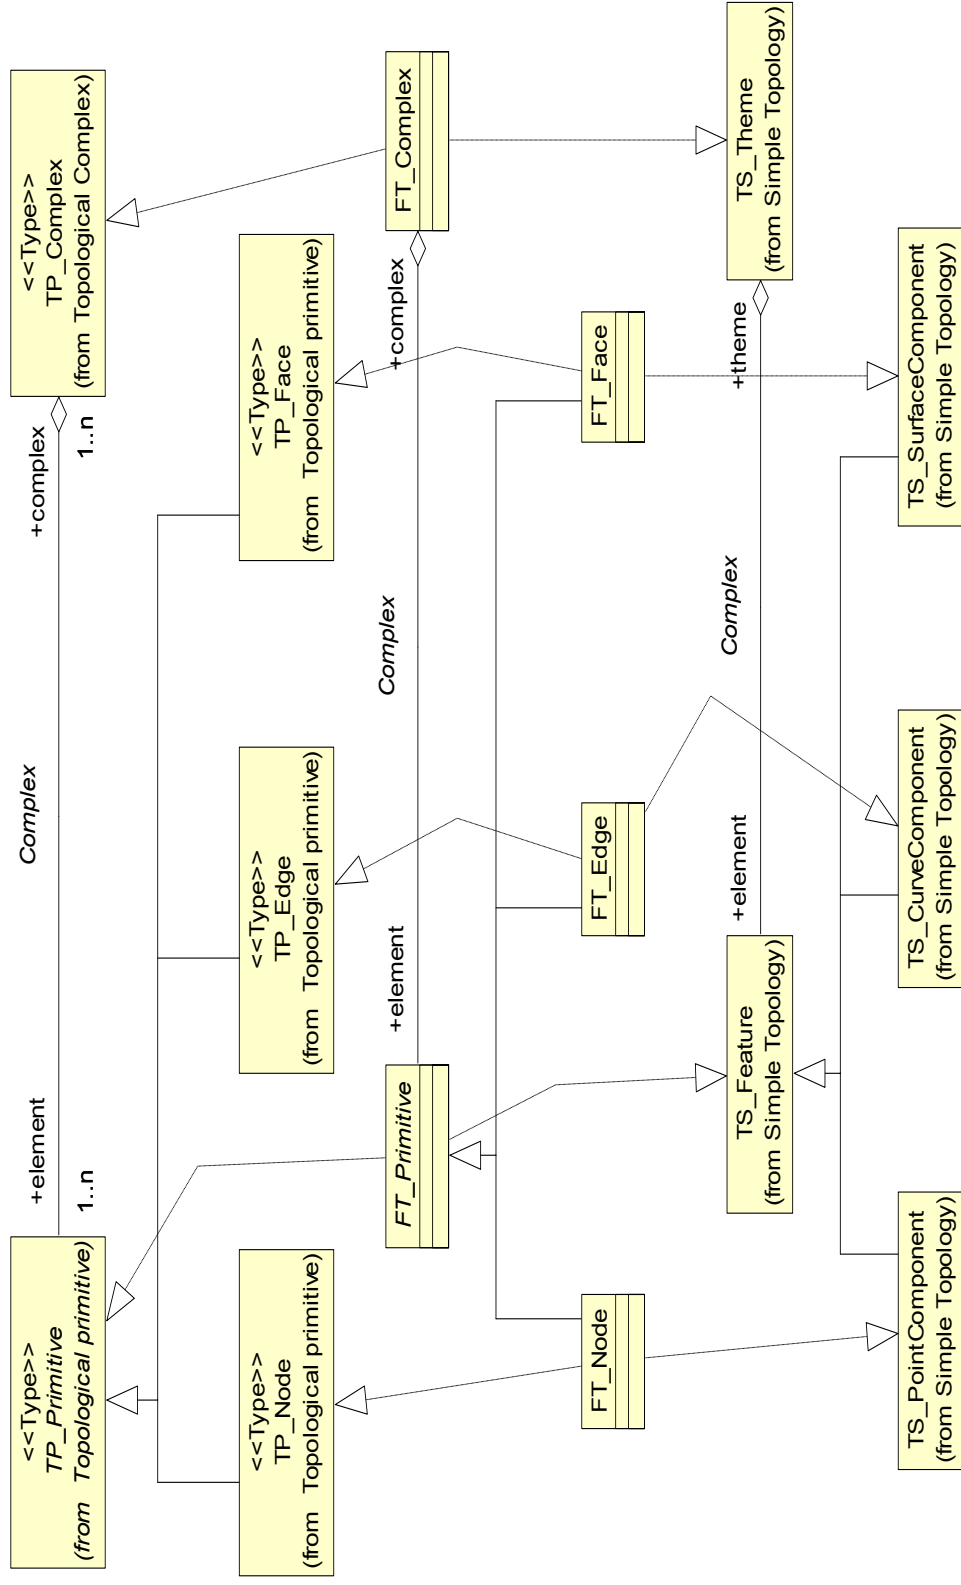 <<Type>>
TP_Primitive
(from Topological primitive)
+element
1..n
Complex
+complex
1..n
<<Type>>
TP_Complex
(from Topological Complex)
<<Type>>
TP_Node
(from Topological primitive)
<<Type>>
TP_Edge
(from Topological primitive)
<<Type>>
TP_Face
(from Topological primitive)
FT_Primitive
+element
Complex
+complex
FT_Complex
FT_Node
FT_Edge
FT_Face
TS_Feature
(from Simple Topology)
+element
Complex
+theme
TS_Theme
(from Simple Topology)
TS_PointComponent
(from Simple Topology)
TS_CurveComponent
(from Simple Topology)
TS_SurfaceComponent
(from Simple Topology)